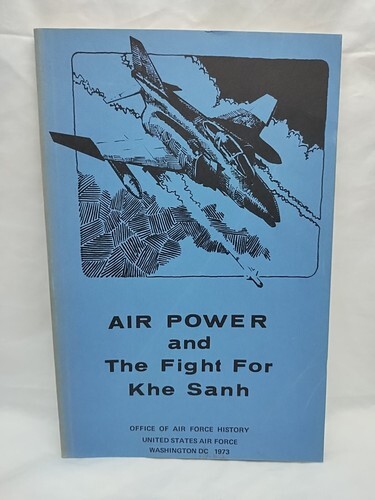 AIR POWER
and
The Fight For
Khe Sanh
OFFICE OF AIR FORCE HISTORY
UNITED STATES AIR FORCE
WASHINGTON DC 1973